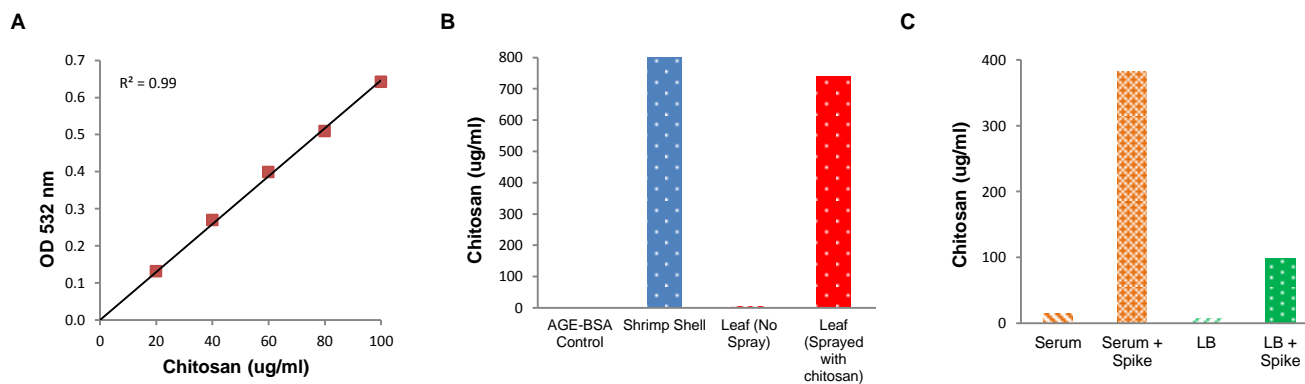 A
0.7
0.6
0.5
0.4
0.3
0.2
0.1
0.0
OD 532 nm
R² = 0.99
0 20 40 60 80 100
Chitosan (ug/ml)
B
800
700
600
500
400
300
200
100
0
Chitosan (ug/ml)
AGE-BSA
Control
Shrimp Shell
Leaf (No
Spray)
Leaf
(Sprayed
with
chitosan)
C
400
300
200
100
0
Chitosan (ug/ml)
Serum
Serum +
Spike
LB
LB +
Spike